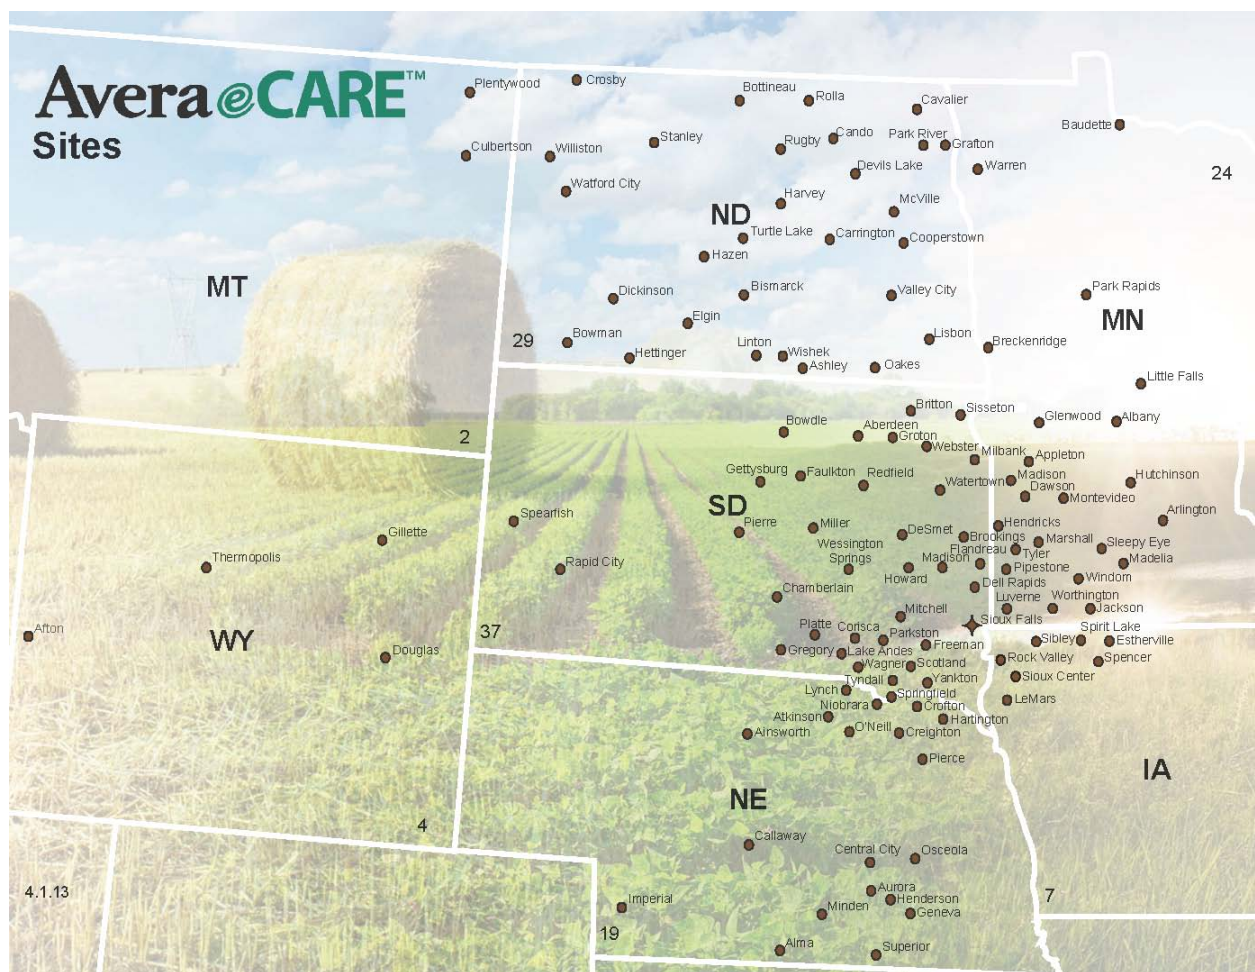 Avera eCARE™
Sites
Plentywood
Crosby
Bottineau
Rolla
Cavalier
Baudette
Culbertson
Williston
Stanley
Rugby
Cando
Park River
Grafton
Warren
24
Devils Lake
Watford City
Harvey
McVille
ND
Turtle Lake
Carrington
Cooperstown
Hazen
MT
Dickinson
Bismarck
Valley City
Park Rapids
MN
Elgin
Bowman
29
Hettinger
Linton
Wishek
Ashley
Oakes
Lisbon
Breckenridge
Little Falls
Britton
Sisseton
Glenwood
Albany
2
Bowdle
Aberdeen
Groton
Webster
Milbank
Appleton
Gettysburg
Faulkton
Redfield
Watertown
Madison
Dawson
Montevideo
Hutchinson
SD
Arlington
Spearfish
Pierre
Miller
DeSmet
Hendricks
Brookings
Marshall
Sleepy Eye
Gillette
Wessington
Springs
Flandreau
Tyler
Madelia
Thermopolis
Rapid City
Howard
Madison
Pipestone
Windom
Dell Rapids
Chamberlain
Luverne
Worthington
Jackson
Mitchell
Sioux Falls
Afton
WY
37
Platte
Corisca
Parkston
Freeman
Sibley
Spirit Lake
Estherville
Douglas
Gregory
Lake Andes
Wagner
Scotland
Rock Valley
Spencer
Tyndall
Yankton
Sioux Center
Lynch
Springfield
LeMars
Niobrara
Crofton
Atkinson
Hartington
Ainsworth
O'Neill
Creighton
Pierce
IA
NE
4
Callaway
Central City
Osceola
4.1.13
Aurora
Henderson
7
Imperial
Minden
Geneva
19
Alma
Superior